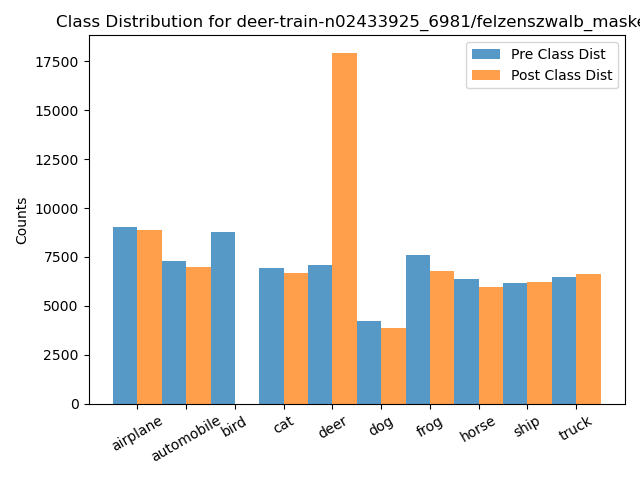 Class Distribution for deer-train-n02433925_6981/felzenszwalb_maske
Pre Class Dist
Post Class Dist
Counts
17500
15000
12500
10000
7500
5000
2500
0
airplane
automobile
bird
cat
deer
dog
frog
horse
ship
truck